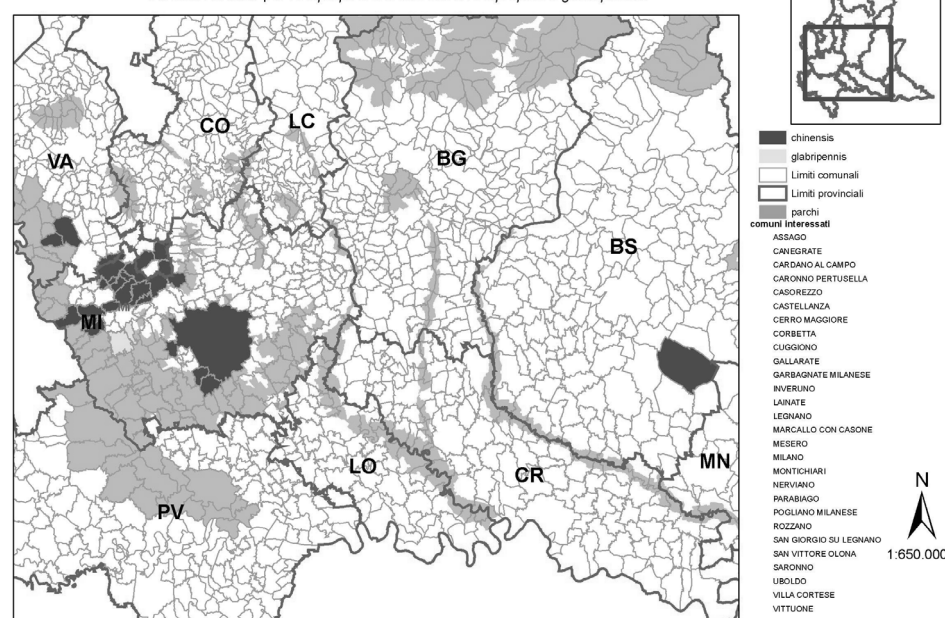 CO
LC
VA
BG
BS
MI
LO
CR
MN
PV
chinensis
glabripennis
Limiti comunali
Limiti provinciali
parchi
comuni interessati
ASSAGO
CANEGRATE
CARDANO AL CAMPO
CARONNO PERTUSELLA
CASOREZZO
CASTELLANZA
CERRO MAGGIORE
CORBETTA
CUGGIONO
GALLARATE
GARBAGNATE MILANESE
INVERUNO
LAINATE
LEGNANO
MARCALLO CON CASONE
MESERO
MILANO
MONTICHIARI
NERVIANO
PARABIAGO
POGLIANO MILANESE
ROZZANO
SAN GIORGIO SU LEGNANO
SAN VITTORE OLONA
SARONNO
UBOLDO
VILLA CORTESE
VITTUONE
N
1:650.000